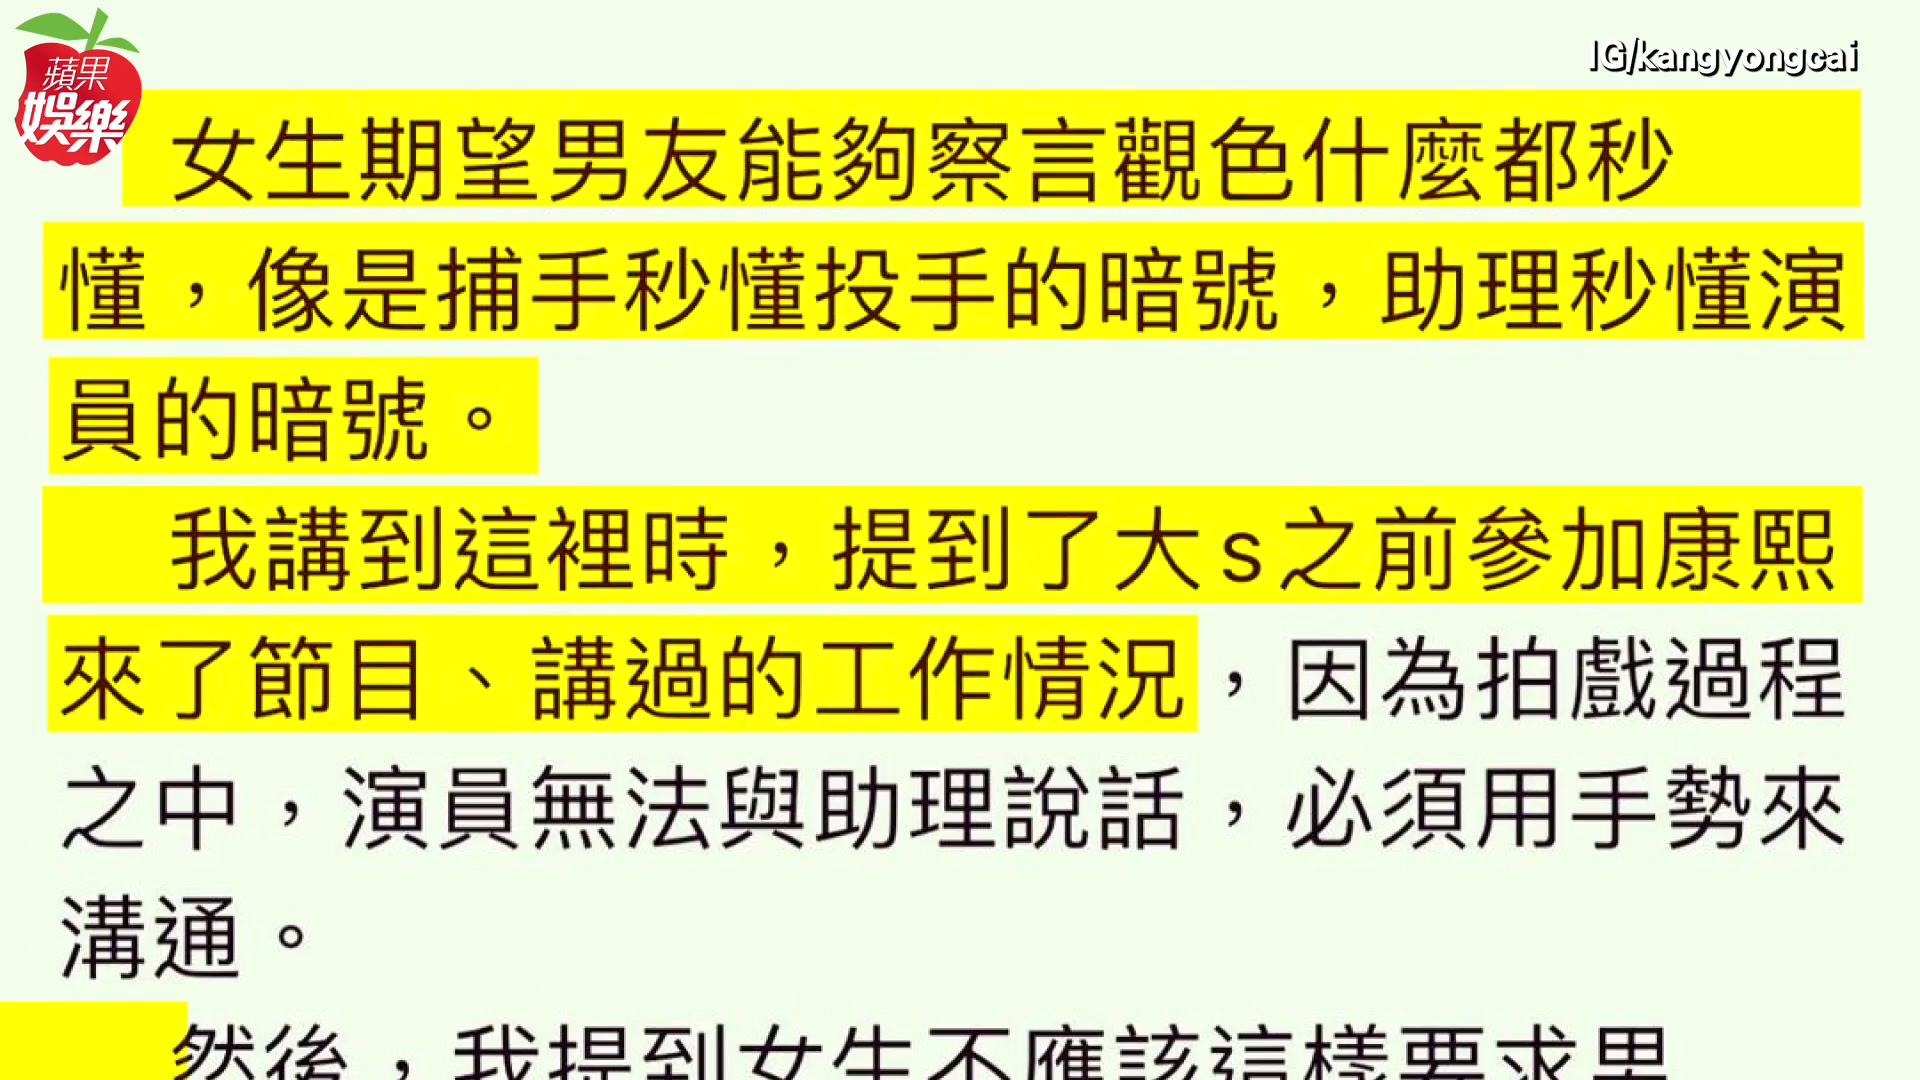 蘋果
娛樂
IG/kangyongcai
女生期望男友能夠察言觀色什麼都秒
懂，像是捕手秒懂投手的暗號，助理秒懂演
員的暗號。
我講到這裡時，提到了大s之前參加康熙
來了節目、講過的工作情況，因為拍戲過程
之中，演員無法與助理說話，必須用手勢來
溝通。
然後，我提到女生不應該這樣要求男